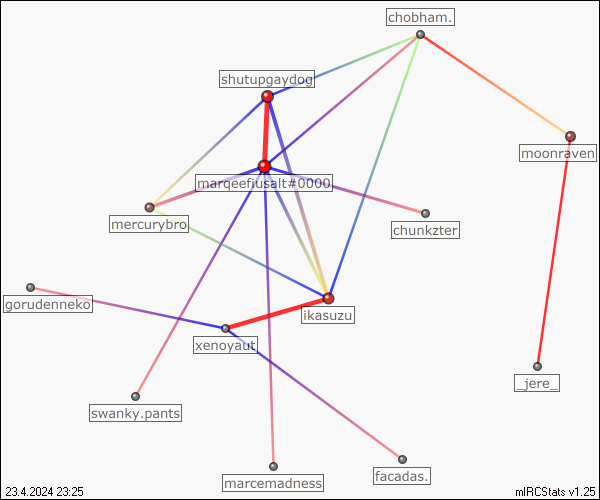 chobham.
shutupgaydog
moonraven
marqeefiusalt#0000
mercurybro
chunkzter
gorudenneko
ikasuzu
xenoyaut
_jere_
swanky.pants
marcemadness
facadas.
23.4.2024 23:25
mIRCStats v1.25